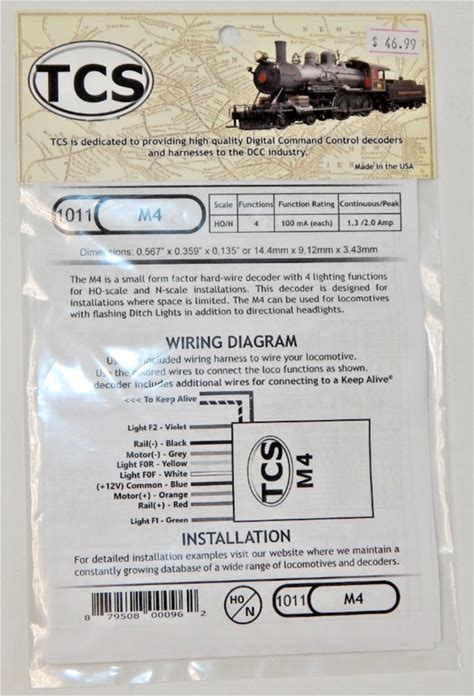 TCS
$ 46.99
TCS is dedicated to providing high quality Digital Command Control decoders
and harnesses to the DCC industry.
Made in the USA
1011 M4
Scale Functions Function Rating Continuous/Peak
HO/N 4 100 mA (each) 1.3 /2.0 Amp
Dimensions: 0.567" x 0.359" x 0.135" or 14.4mm x 9.12mm x 3.43mm
The M4 is a small form factor hard-wire decoder with 4 lighting functions
for HO-scale and N-scale installations. This decoder is designed for
installations where space is limited. The M4 can be used for locomotives
with flashing Ditch Lights in addition to directional headlights.
WIRING DIAGRAM
included wiring harness to wire your locomotive.
Use the colored wires to connect the loco functions as shown.
decoder includes additional wires for connecting to a Keep Alive®
<<< To Keep Alive
Light F2 - Violet
Rail(-) - Black
Motor(-) - Grey
Light F0R - Yellow
Light F0F - White
(+12V) Common - Blue
Motor(+) - Orange
Rail(+) - Red
Light F1 - Green
TCS
M4
INSTALLATION
For detailed installation examples visit our website where we maintain a
constantly growing database of a wide range of locomotives and decoders.
8 79508 00096 2
HO/N
1011 M4